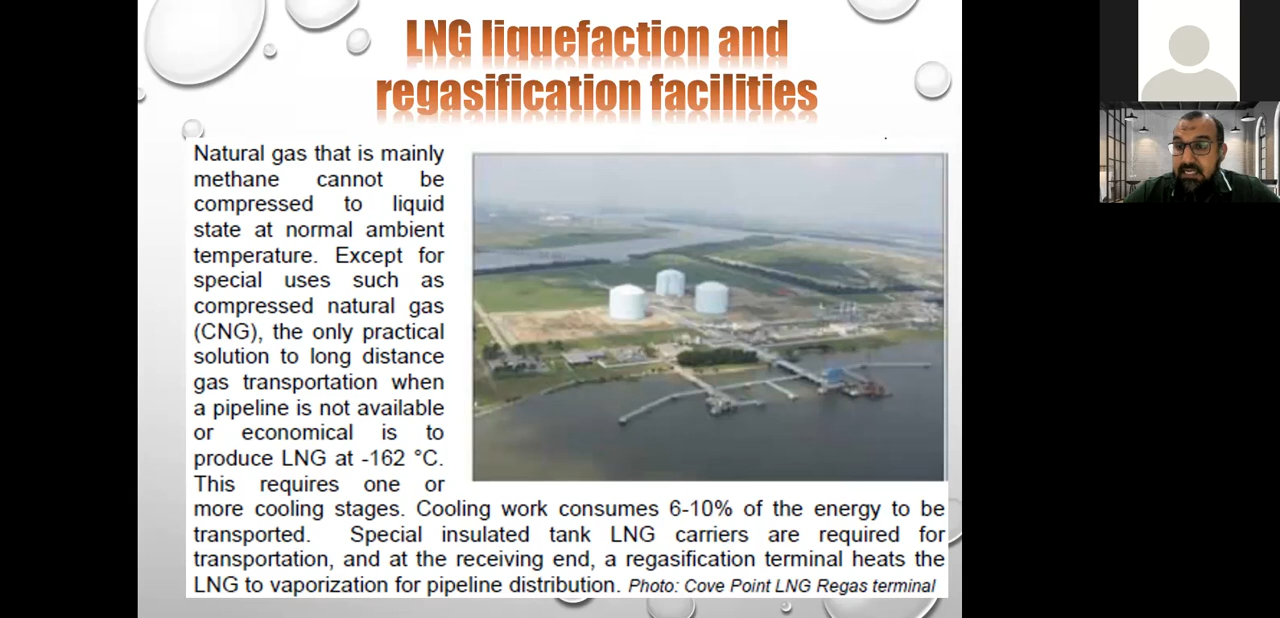 LNG liquefaction and
regasification facilities
Natural gas that is mainly
methane cannot be
compressed to liquid
state at normal ambient
temperature. Except for
special uses such as
compressed natural gas
(CNG), the only practical
solution to long distance
gas transportation when
a pipeline is not available
or economical is to
produce LNG at -162 °C.
This requires one or
more cooling stages. Cooling work consumes 6-10% of the energy to be
transported. Special insulated tank LNG carriers are required for
transportation, and at the receiving end, a regasification terminal heats the
LNG to vaporization for pipeline distribution. Photo: Cove Point LNG Regas terminal